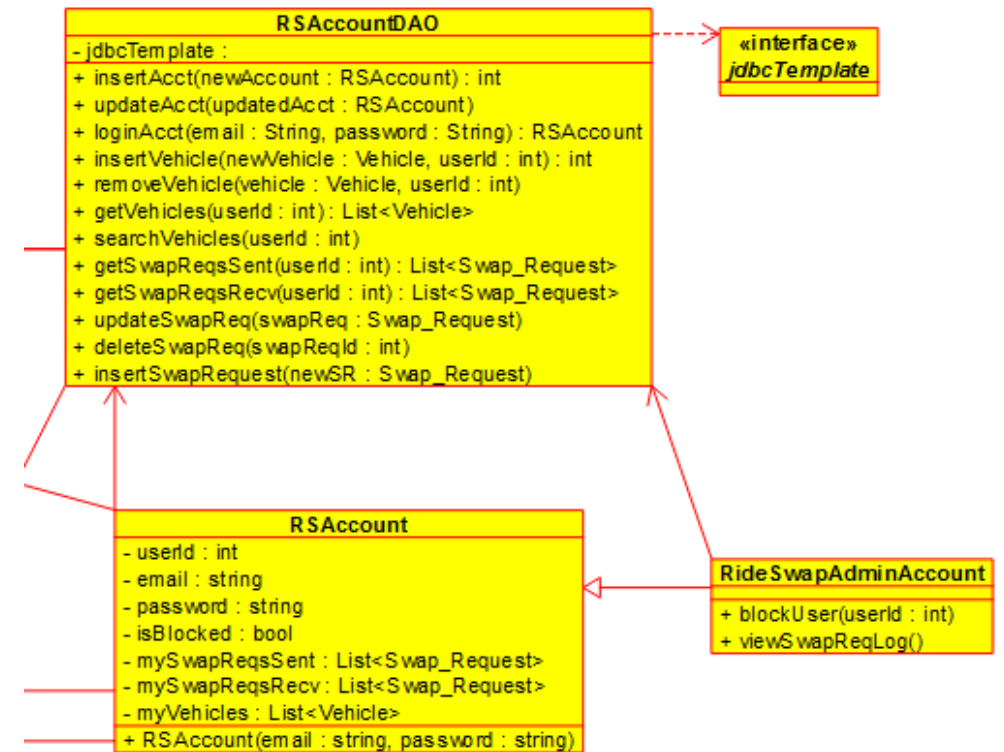 RSAccountDAO
- jdbcTemplate :
+ insertAcct(newAccount : RSAccount) : int
+ updateAcct(updatedAcct : RSAccount)
+ loginAcct(email : String, password : String) : RSAccount
+ insertVehicle(newVehicle : Vehicle, userId : int) : int
+ removeVehicle(vehicle : Vehicle, userId : int)
+ getVehicles(userId : int) : List<Vehicle>
+ searchVehicles(userId : int)
+ getSwapReqsSent(userId : int) : List<Swap_Request>
+ getSwapReqsRecv(userId : int) : List<Swap_Request>
+ updateSwapReq(swapReq : Swap_Request)
+ deleteSwapReq(swapReqId : int)
+ insertSwapRequest(newSR : Swap_Request)
«interface»
jdbcTemplate
RSAccount
- userId : int
- email : string
- password : string
- isBlocked : bool
- mySwapReqsSent : List<Swap_Request>
- mySwapReqsRecv : List<Swap_Request>
- myVehicles : List<Vehicle>
+ RSAccount(email : string, password : string)
RideSwapAdminAccount
+ blockUser(userId : int)
+ viewSwapReqLog()